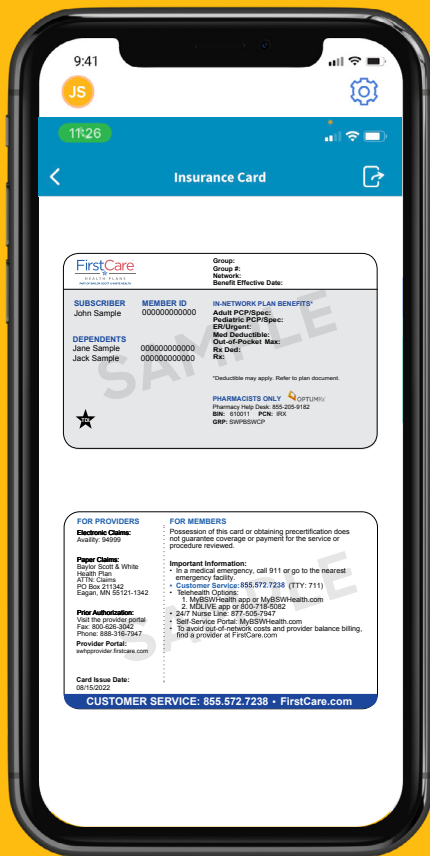 9:41
JS
11:26
Insurance Card
FirstCare
HEALTH PLANS
PART OF BAYLOR SCOTT & WHITE HEALTH
Group:
Group #:
Network:
Benefit Effective Date:
SUBSCRIBER MEMBER ID
John Sample 000000000000
DEPENDENTS
Jane Sample 000000000000
Jack Sample 000000000000
IN-NETWORK PLAN BENEFITS*
Adult PCP/Spec:
Pediatric PCP/Spec:
ER/Urgent:
Med Deductible:
Out-of-Pocket Max:
Rx Ded:
Rx:
*Deductible may apply. Refer to plan document.
PHARMACISTS ONLY OPTUMRx
Pharmacy Help Desk: 855-205-9182
BIN: 610011 PCN: IRX
GRP: SWPBSWCP
SAMPLE
FOR PROVIDERS
Electronic Claims:
Availity: 94999
Paper Claims:
Baylor Scott & White
Health Plan
ATTN: Claims
PO Box 211342
Eagan, MN 55121-1342
Prior Authorization:
Visit the provider portal
Fax: 800-626-3042
Phone: 888-316-7947
Provider Portal:
swhpprovider.firstcare.com
Card Issue Date:
08/15/2022
FOR MEMBERS
Possession of this card or obtaining precertification does
not guarantee coverage or payment for the service or
procedure reviewed.
Important Information:
• In a medical emergency, call 911 or go to the nearest
emergency facility.
• Customer Service: 855.572.7238 (TTY: 711)
• Telehealth Options:
1. MyBSWHealth app or MyBSWHealth.com
2. MDLIVE app or 800-718-5082
• 24/7 Nurse Line: 877-505-7947
• Self-Service Portal: MyBSWHealth.com
• To avoid out-of-network costs and provider balance billing,
find a provider at FirstCare.com
SAMPLE
CUSTOMER SERVICE: 855.572.7238 • FirstCare.com